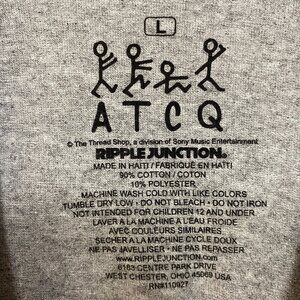 L
ATCQ
© The Thread Shop, a division of Sony Music Entertainment
RIPPLE JUNCTION®
MADE IN HAITI / FABRIQUÉ EN HAÏTI
90% COTTON / COTON
10% POLYESTER
MACHINE WASH COLD WITH LIKE COLORS
TUMBLE DRY LOW - DO NOT BLEACH - DO NOT IRON
NOT INTENDED FOR CHILDREN 12 AND UNDER
LAVER A LA MACHINE A L'EAU FROIDE
AVEC COULEURS SIMILAIRES
SECHER A LA MACHINE CYCLE DOUX
NE PAS JAVELLISER - NE PAS REPASSER
WWW.RIPPLEJUNCTION.COM
6183 CENTRE PARK DRIVE
WEST CHESTER, OHIO 45069 USA
RN#110927